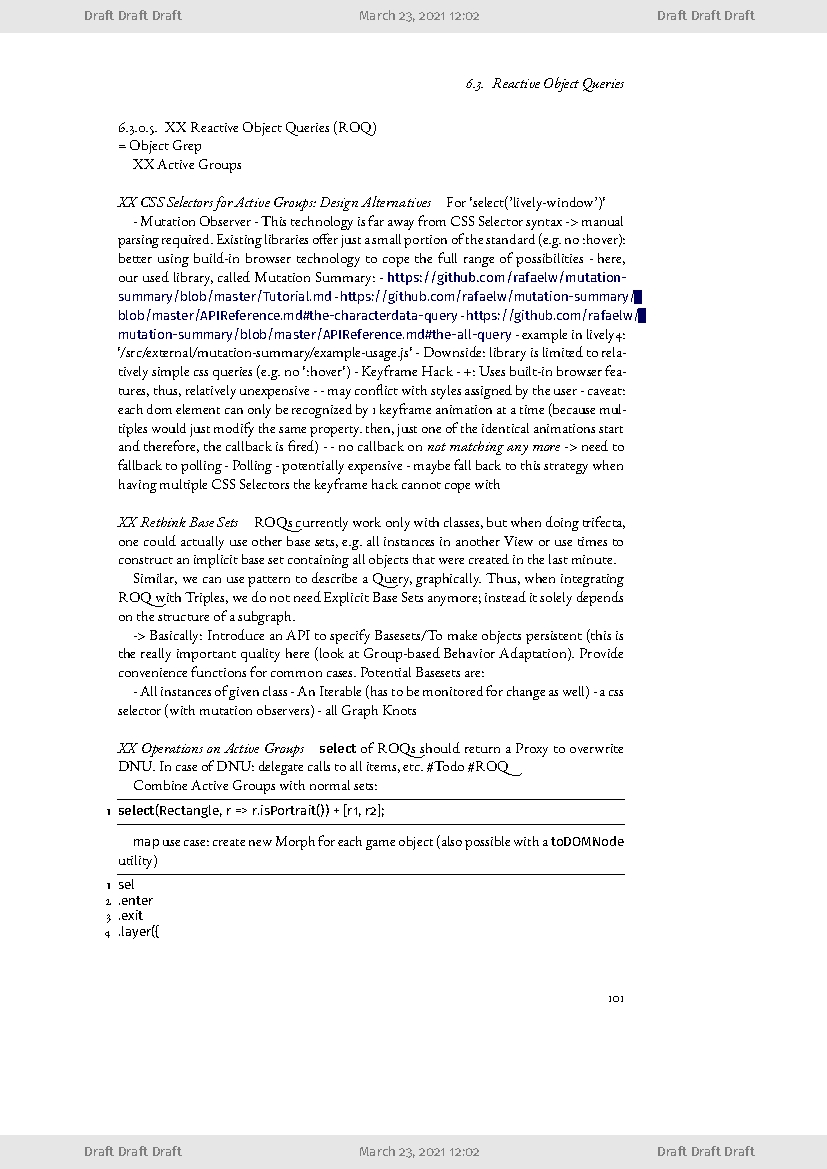 Draft Draft Draft March 23, 2021 12:02 Draft Draft Draft
6.3. Reactive Object Queries
6.3.0.5. XX Reactive Object Queries (ROQ)
= Object Grep
XX Active Groups
XX CSS Selectors for Active Groups: Design Alternatives For 'select('lively-window')'
- Mutation Observer - This technology is far away from CSS Selector syntax -> manual
parsing required. Existing libraries offer just a small portion of the standard (e.g. no :hover):
better using build-in browser technology to cope the full range of possibilities - here,
our used library, called Mutation Summary: - https://github.com/rafaelw/mutation-
summary/blob/master/Tutorial.md - https://github.com/rafaelw/mutation-summary/
blob/master/APIReference.md#the-characterdata-query - https://github.com/rafaelw/
mutation-summary/blob/master/APIReference.md#the-all-query - example in lively4:
'/src/external/mutation-summary/example-usage.js' - Downside: library is limited to rela-
tively simple css queries (e.g. no ':hover') - Keyframe Hack - +: Uses built-in browser fea-
tures, thus, relatively unexpensive - - may conflict with styles assigned by the user - caveat:
each dom element can only be recognized by 1 keyframe animation at a time (because mul-
tiples would just modify the same property. then, just one of the identical animations start
and therefore, the callback is fired) - - no callback on not matching any more -> need to
fallback to polling - Polling - potentially expensive - maybe fall back to this strategy when
having multiple CSS Selectors the keyframe hack cannot cope with
XX Rethink Base Sets ROQs currently work only with classes, but when doing trifecta,
one could actually use other base sets, e.g. all instances in another View or use times to
construct an implicit base set containing all objects that were created in the last minute.
Similar, we can use pattern to describe a Query, graphically. Thus, when integrating
ROQ with Triples, we do not need Explicit Base Sets anymore; instead it solely depends
on the structure of a subgraph.
-> Basically: Introduce an API to specify Basesets/To make objects persistent (this is
the really important quality here (look at Group-based Behavior Adaptation). Provide
convenience functions for common cases. Potential Basesets are:
- All instances of given class - An Iterable (has to be monitored for change as well) - a css
selector (with mutation observers) - all Graph Knots
XX Operations on Active Groups select of ROQs should return a Proxy to overwrite
DNU. In case of DNU: delegate calls to all items, etc. #Todo #ROQ
Combine Active Groups with normal sets:
1 select(Rectangle, r => r.isPortrait()) + [r1, r2];
map use case: create new Morph for each game object (also possible with a toDOMNode
utility)
1 sel
2 .enter
3 .exit
4 .layer({
101
Draft Draft Draft March 23, 2021 12:02 Draft Draft Draft